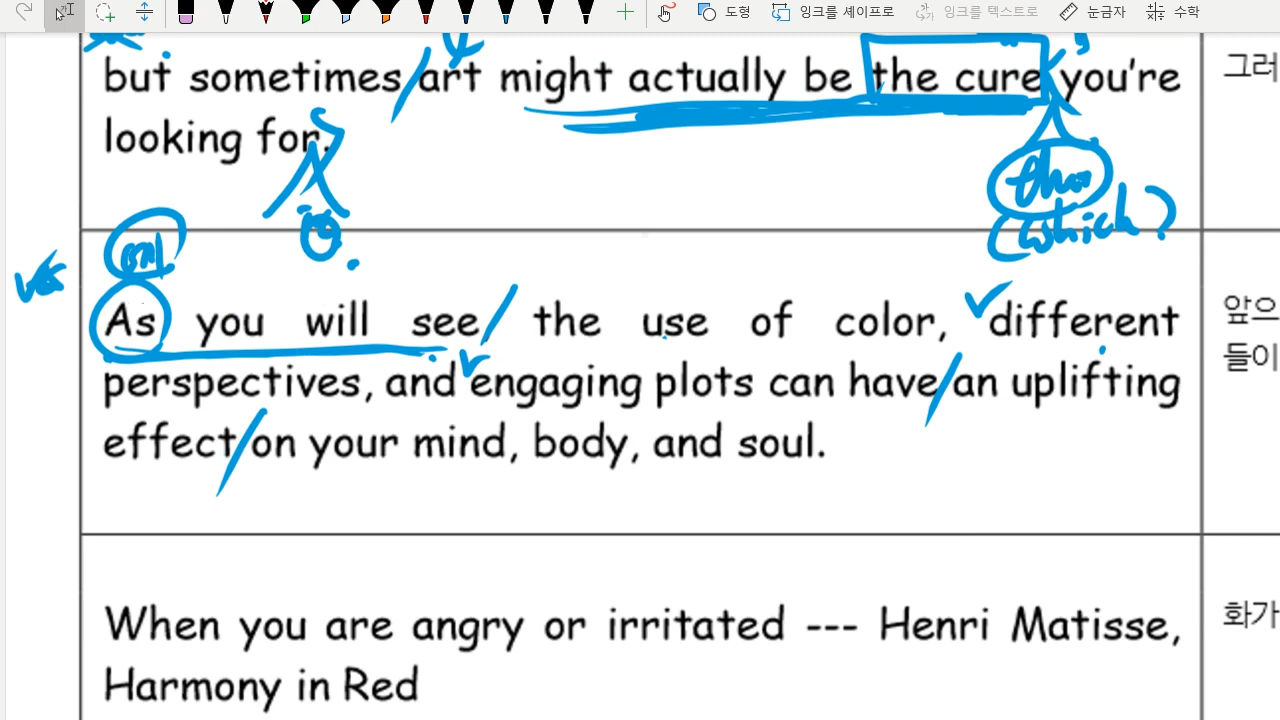 도형 잉크를 셰이프로 잉크를 텍스트로 눈금자 수학
but sometimes art might actually be the cure you're 그러
looking for.
that
(which?
As you will see, the use of color, different 앞으
perspectives, and engaging plots can have an uplifting 들이
effect on your mind, body, and soul.
When you are angry or irritated --- Henri Matisse, 화가
Harmony in Red